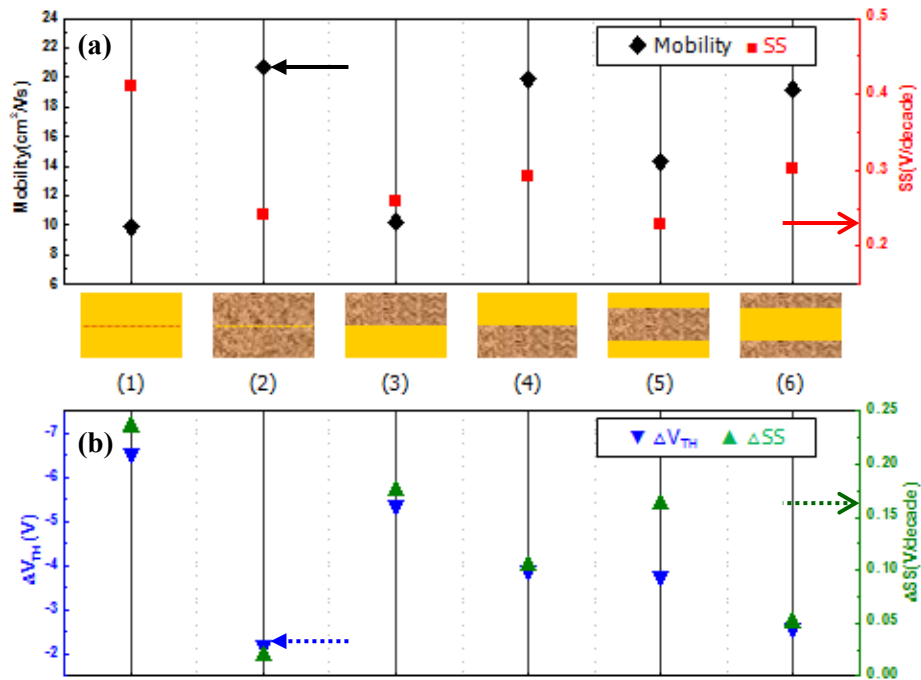 (a)
Mobility SS
Mobility(cm²/Vs)
24
22
20
18
16
14
12
10
8
6
SS(V/decade)
0.5
0.4
0.3
0.2
(1) (2) (3) (4) (5) (6)
(b)
ΔV_TH ΔSS
ΔV_TH (V)
-7
-6
-5
-4
-3
-2
ΔSS(V/decade)
0.25
0.20
0.15
0.10
0.05
0.00